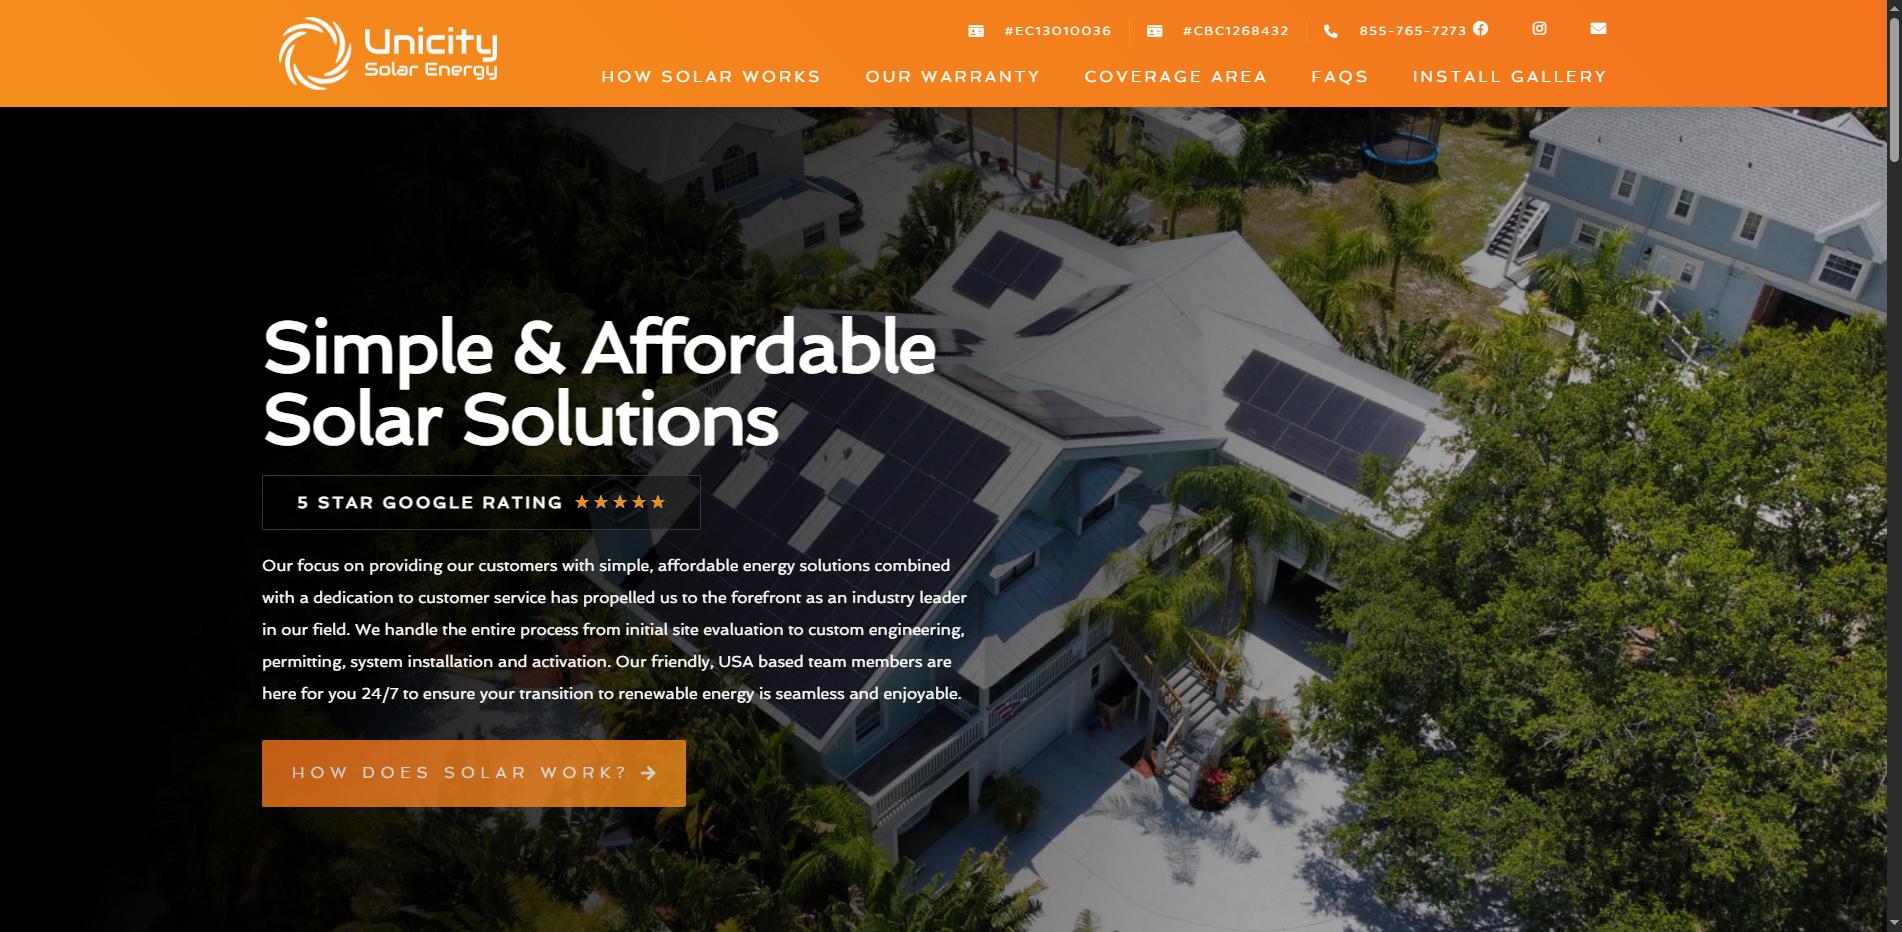 Unicity
Solar Energy
#EC13010036
#CBC1268432
855-765-7273
HOW SOLAR WORKS
OUR WARRANTY
COVERAGE AREA
FAQS
INSTALL GALLERY
Simple & Affordable
Solar Solutions
5 STAR GOOGLE RATING ★★★★★
Our focus on providing our customers with simple, affordable energy solutions combined
with a dedication to customer service has propelled us to the forefront as an industry leader
in our field. We handle the entire process from initial site evaluation to custom engineering,
permitting, system installation and activation. Our friendly, USA based team members are
here for you 24/7 to ensure your transition to renewable energy is seamless and enjoyable.
HOW DOES SOLAR WORK? →